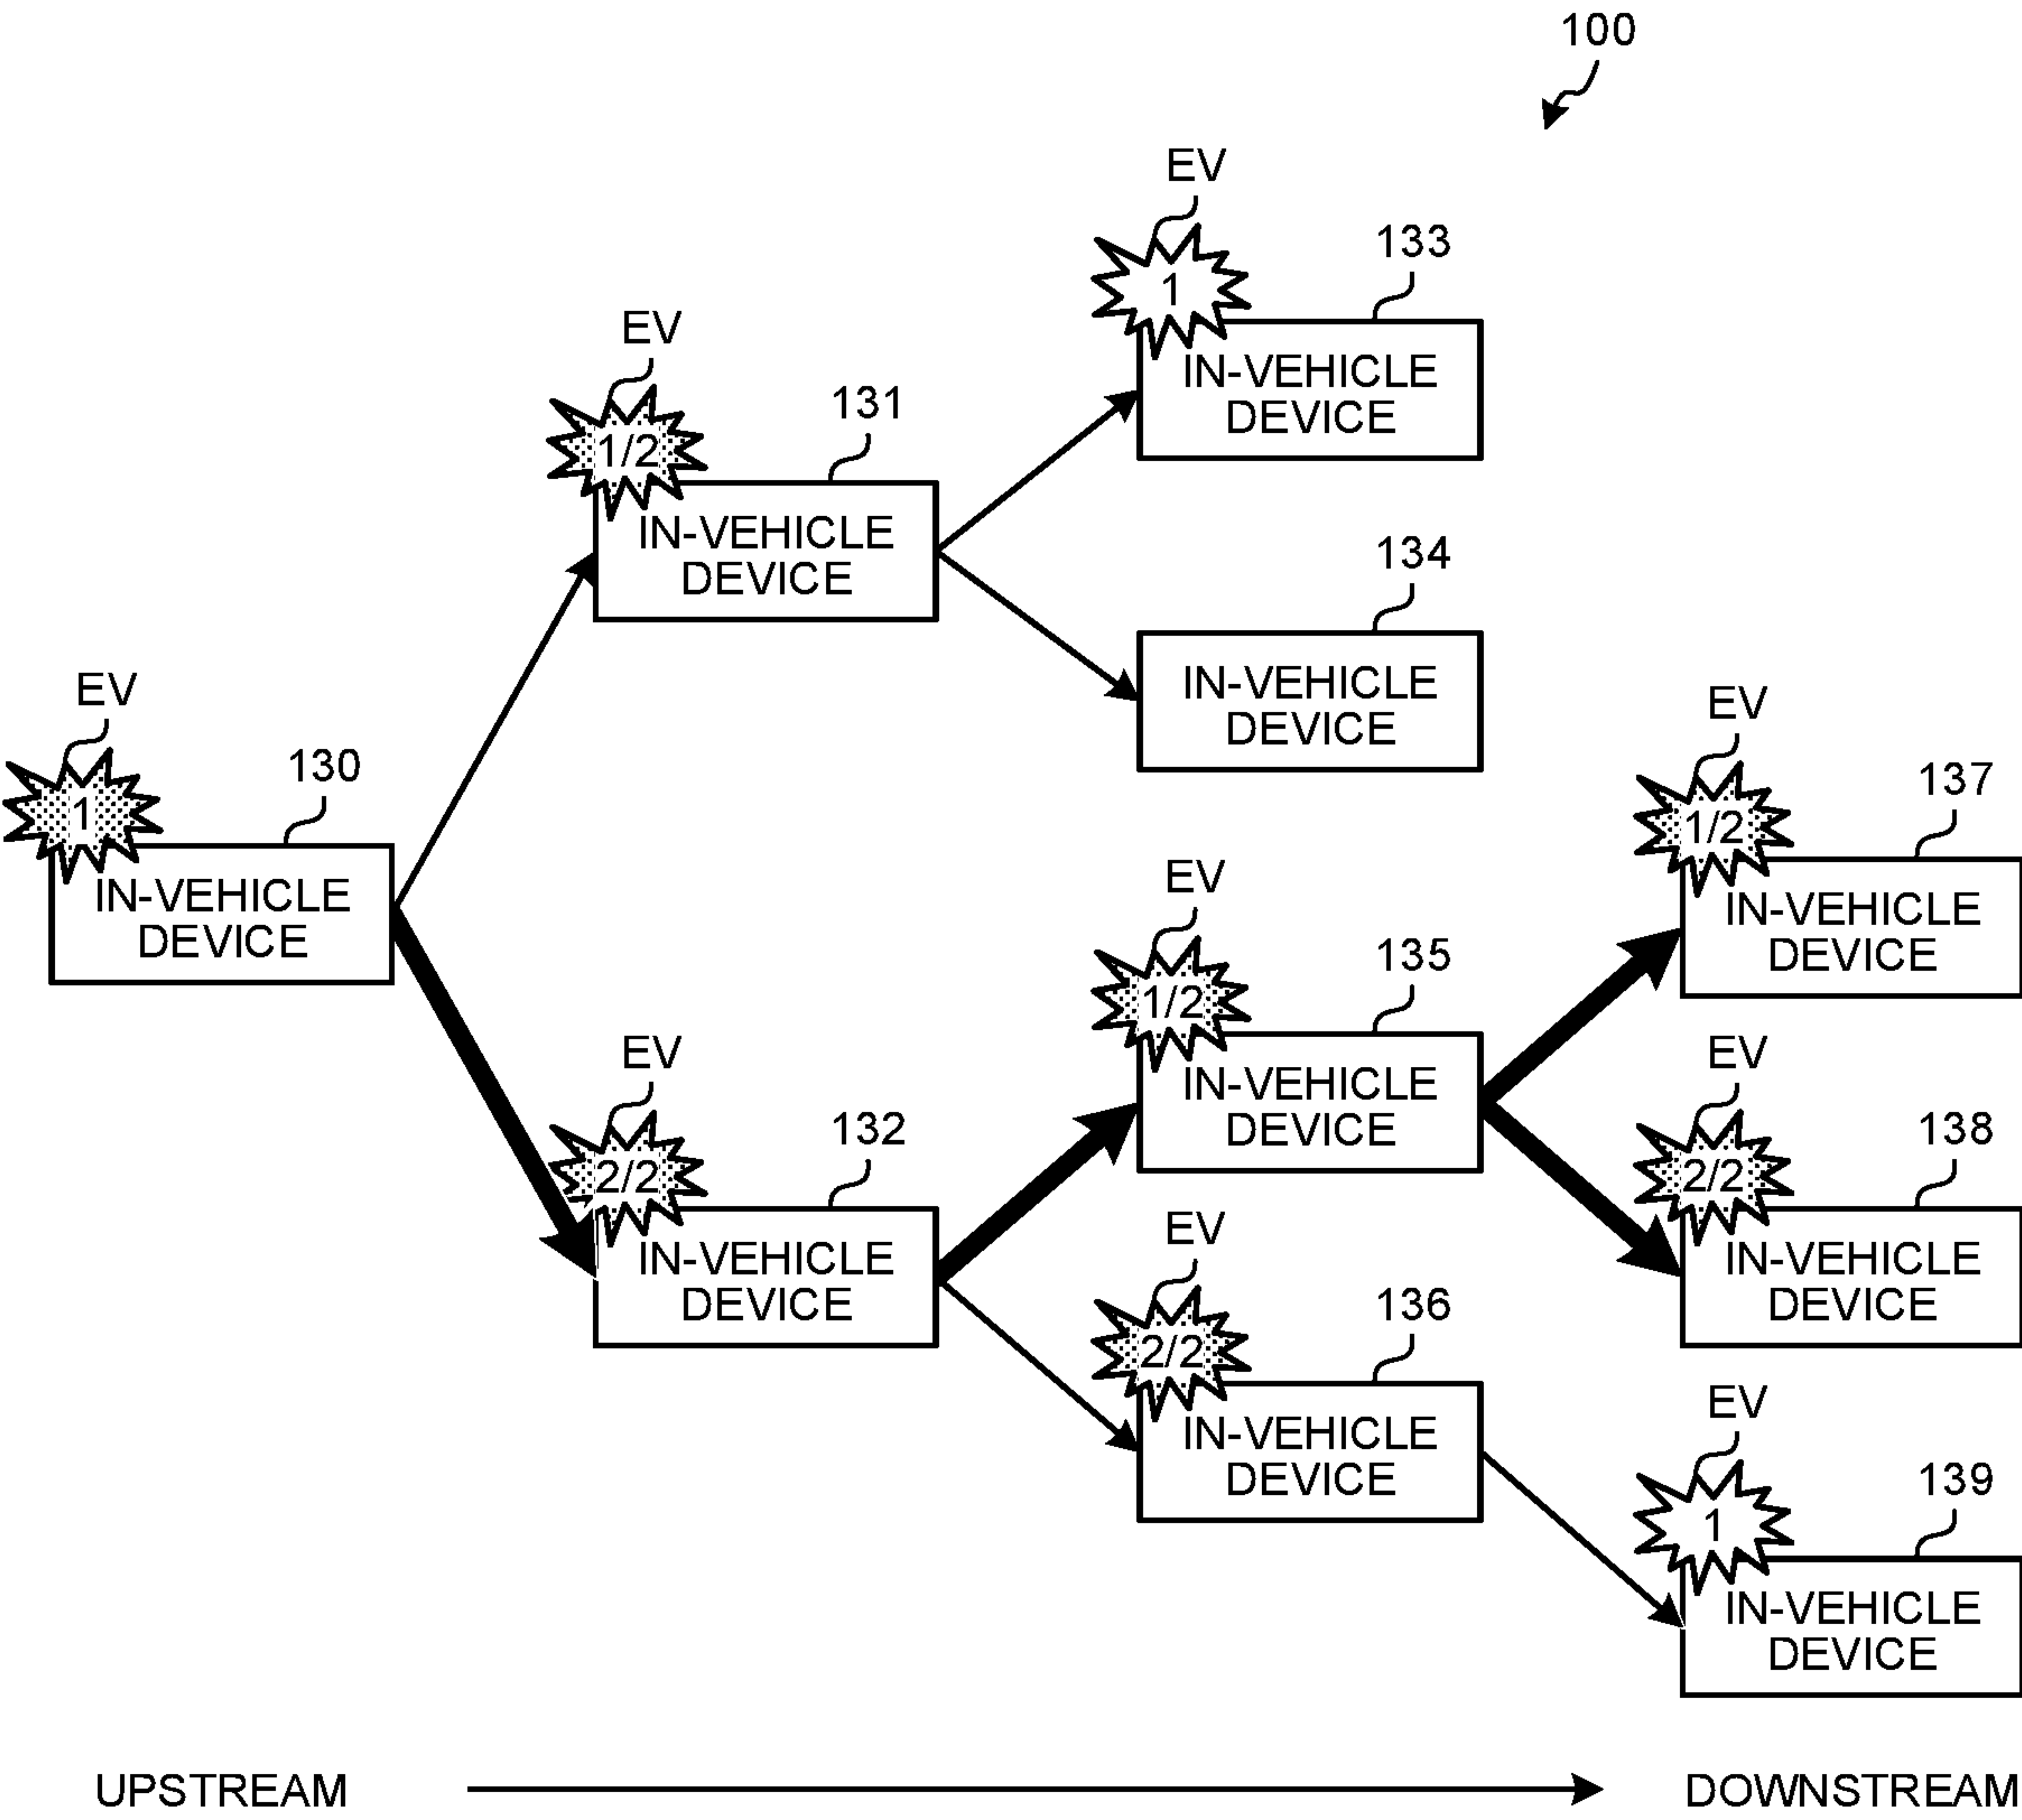 100
EV
133
1
IN-VEHICLE
DEVICE
EV
131
1/2
IN-VEHICLE
DEVICE
134
IN-VEHICLE
DEVICE
EV
130
1
IN-VEHICLE
DEVICE
EV
137
1/2
IN-VEHICLE
DEVICE
EV
135
1/2
IN-VEHICLE
DEVICE
EV
132
2/2
IN-VEHICLE
DEVICE
EV
138
2/2
IN-VEHICLE
DEVICE
EV
136
2/2
IN-VEHICLE
DEVICE
EV
139
1
IN-VEHICLE
DEVICE
UPSTREAM
DOWNSTREAM